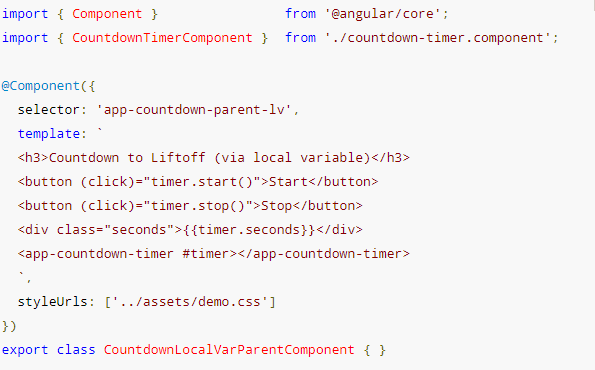 import { Component }                from '@angular/core';
import { CountdownTimerComponent }  from './countdown-timer.component';
@Component({
  selector: 'app-countdown-parent-lv',
  template: `
  <h3>Countdown to Liftoff (via local variable)</h3>
  <button (click)="timer.start()">Start</button>
  <button (click)="timer.stop()">Stop</button>
  <div class="seconds">{{timer.seconds}}</div>
  <app-countdown-timer #timer></app-countdown-timer>
  `,
  styleUrls: ['../assets/demo.css']
})
export class CountdownLocalVarParentComponent { }